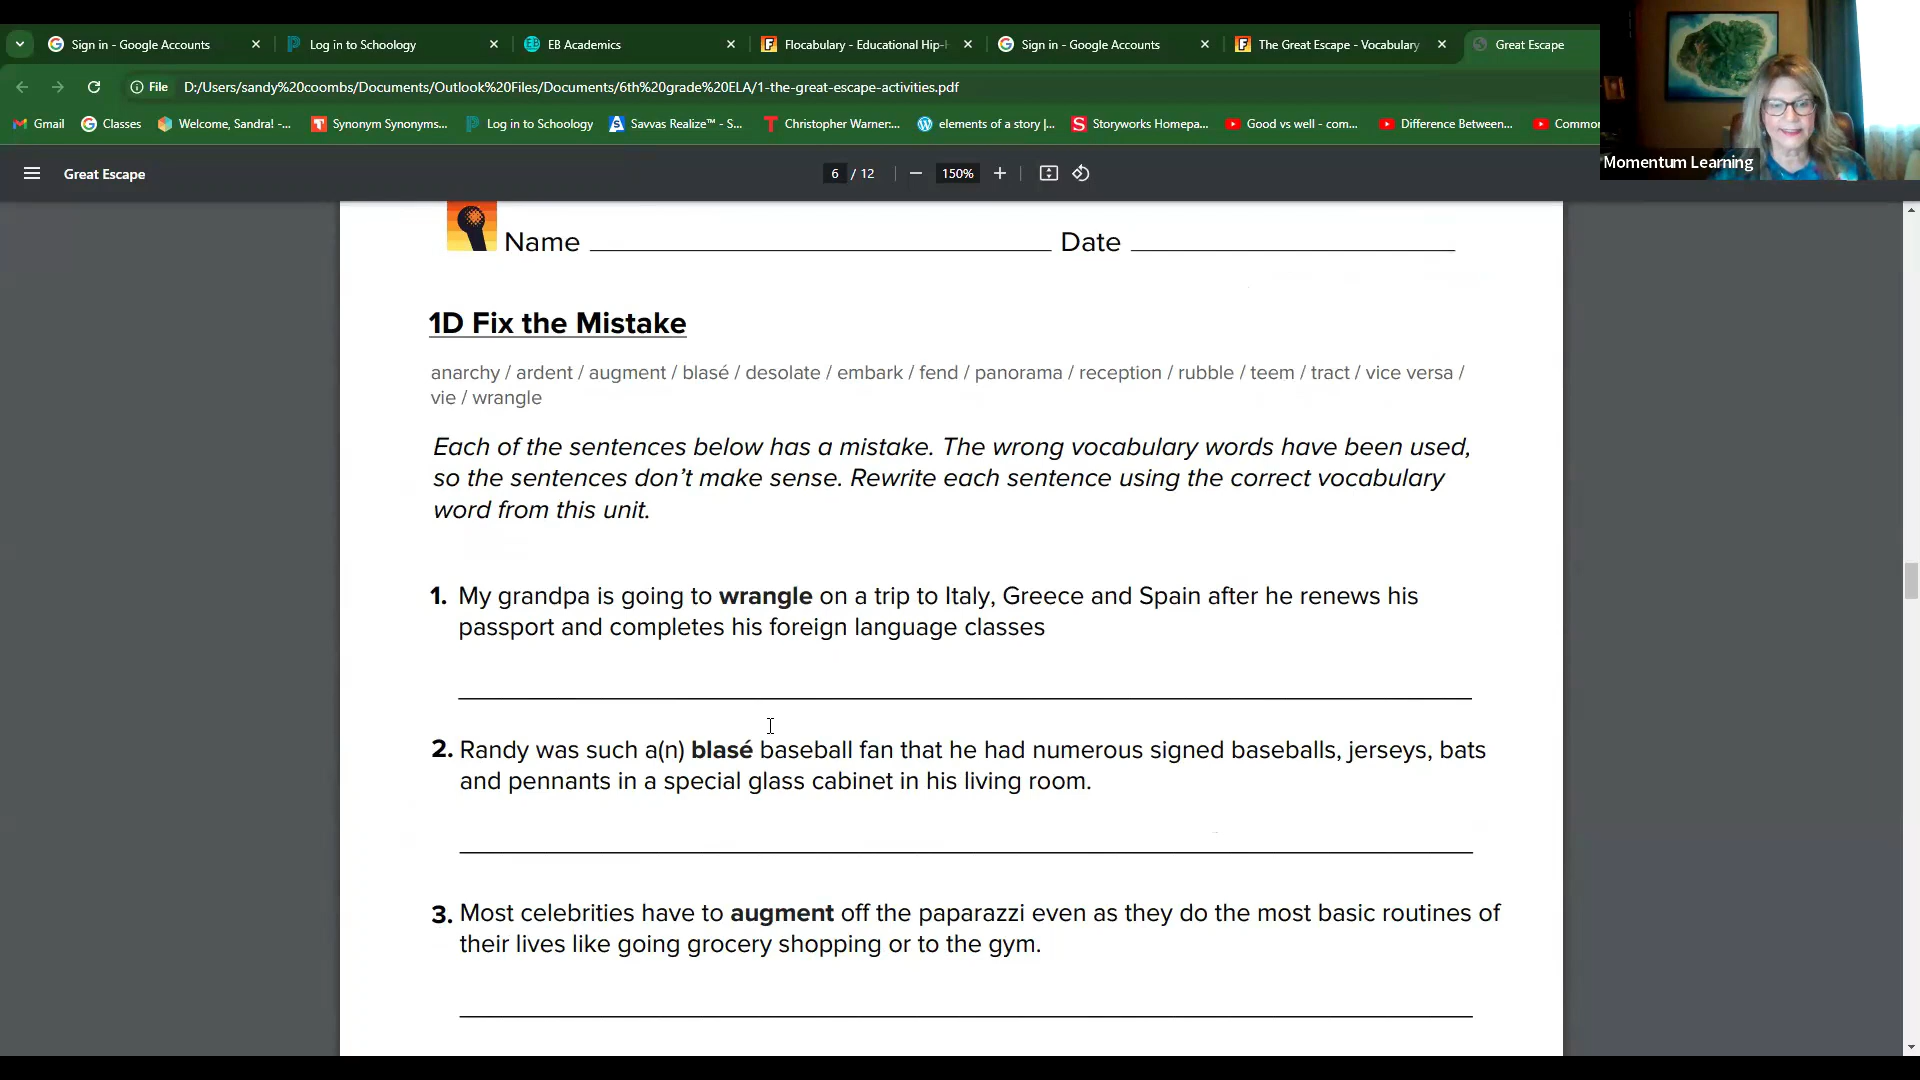 Sign in - Google Accounts
Log in to Schoology
EB Academics
Flocabulary - Educational Hip-
Sign in - Google Accounts
The Great Escape - Vocabulary
Great Escape
File D:/Users/sandy%20coombs/Documents/Outlook%20Files/Documents/6th%20grade%20ELA/1-the-great-escape-activities.pdf
Gmail
Classes
Welcome, Sandra! -...
Synonym Synonyms...
Log in to Schoology
Savvas Realize™ - S...
Christopher Warner:...
elements of a story |...
Storyworks Homepa...
Good vs well - com...
Difference Between...
Commo
Momentum Learning
Great Escape
6 / 12
150%
Name Date
1D Fix the Mistake
anarchy / ardent / augment / blasé / desolate / embark / fend / panorama / reception / rubble / teem / tract / vice versa /
vie / wrangle
Each of the sentences below has a mistake. The wrong vocabulary words have been used,
so the sentences don't make sense. Rewrite each sentence using the correct vocabulary
word from this unit.
1. My grandpa is going to wrangle on a trip to Italy, Greece and Spain after he renews his
passport and completes his foreign language classes
2. Randy was such a(n) blasé baseball fan that he had numerous signed baseballs, jerseys, bats
and pennants in a special glass cabinet in his living room.
3. Most celebrities have to augment off the paparazzi even as they do the most basic routines of
their lives like going grocery shopping or to the gym.